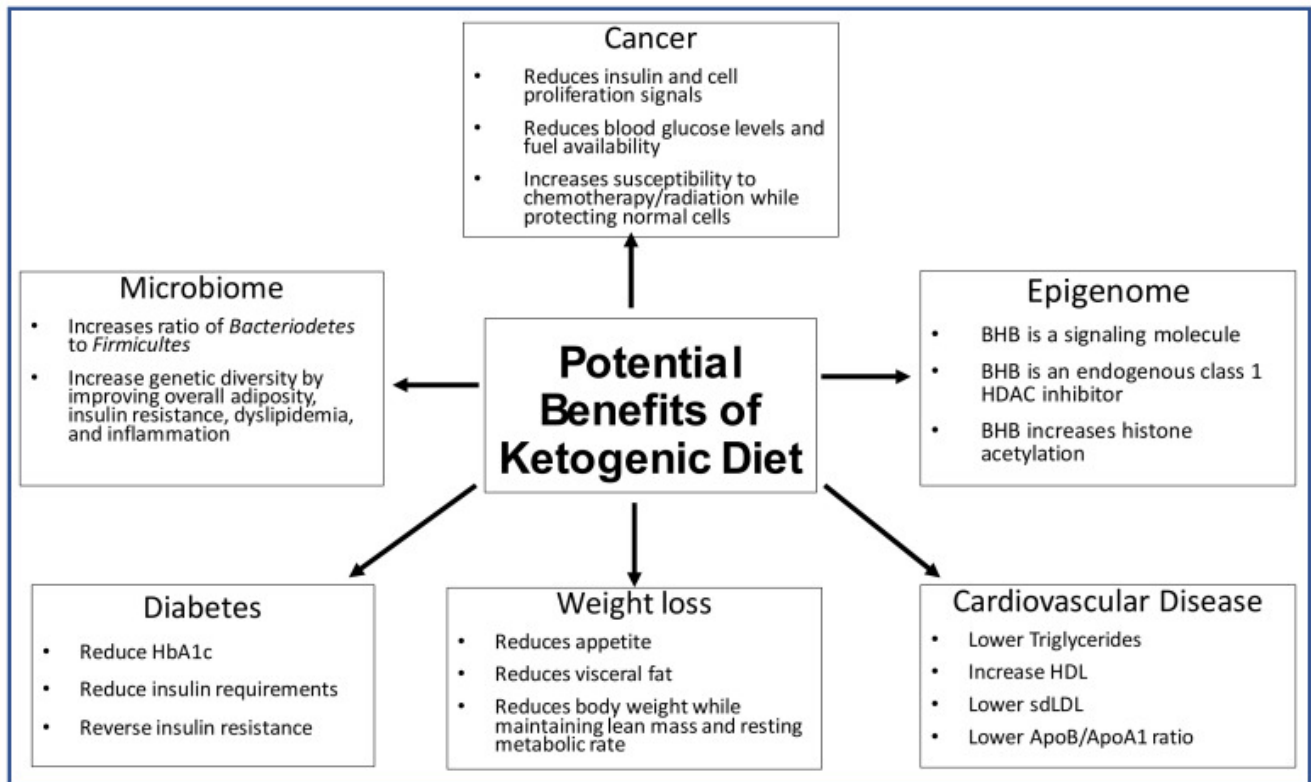 Cancer
• Reduces insulin and cell
proliferation signals
• Reduces blood glucose levels and
fuel availability
• Increases susceptibility to
chemotherapy/radiation while
protecting normal cells
Microbiome
• Increases ratio of Bacteriodetes
to Firmicultes
• Increase genetic diversity by
improving overall adiposity,
insulin resistance, dyslipidemia,
and inflammation
Potential
Benefits of
Ketogenic Diet
Epigenome
• BHB is a signaling molecule
• BHB is an endogenous class 1
HDAC inhibitor
• BHB increases histone
acetylation
Diabetes
• Reduce HbA1c
• Reduce insulin requirements
• Reverse insulin resistance
Weight loss
• Reduces appetite
• Reduces visceral fat
• Reduces body weight while
maintaining lean mass and resting
metabolic rate
Cardiovascular Disease
• Lower Triglycerides
• Increase HDL
• Lower sdLDL
• Lower ApoB/ApoA1 ratio